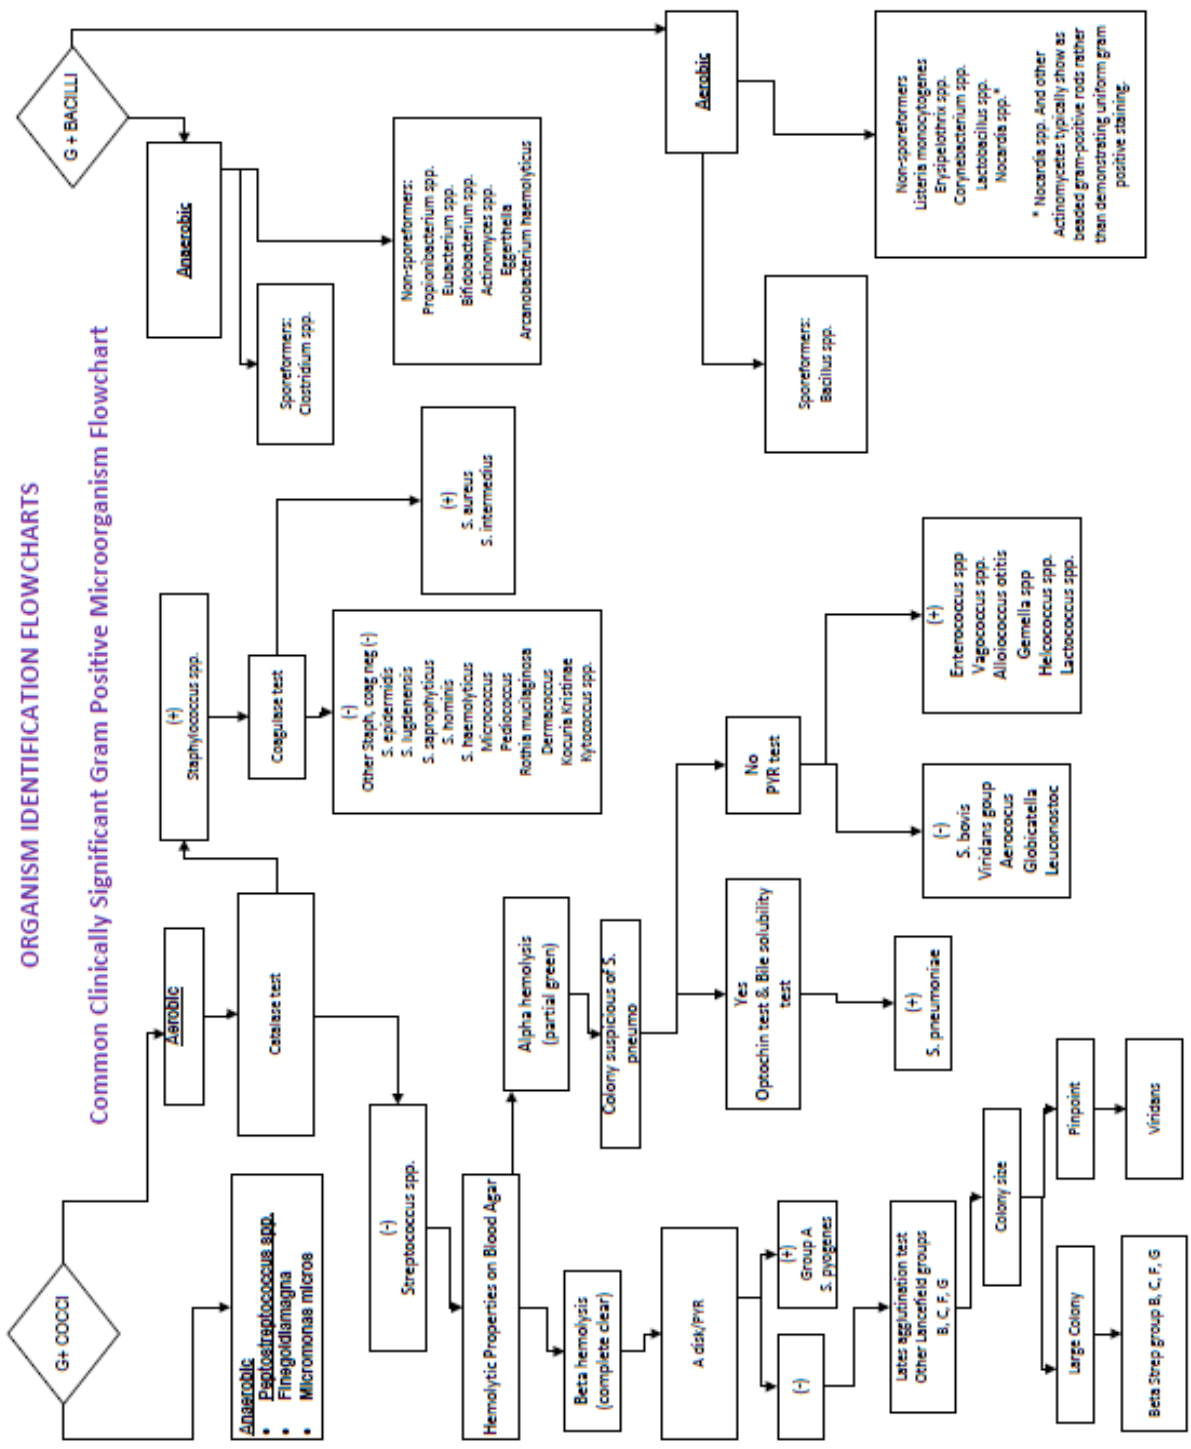 ORGANISM IDENTIFICATION FLOWCHARTS
Common Clinically Significant Gram Positive Microorganism Flowchart
G+ COCCI
Anaerobic
• Peptostreptococcus spp.
• Finegoldiamagna
• Micromonas micros
Aerobic
Catalase test
(+)
Staphylococcus spp.
Coagulase test
(+)
S. aureus
S. intermedius
(-)
Other Staph, coag neg (-)
S. epidermidis
S. lugdenensis
S. saprophyticus
S. hominis
S. haemolyticus
Micrococcus
Pediococcus
Rothia mucilaginosa
Dermacoccus
Kocuria Kristinae
Kytococcus spp.
(-)
Streptococcus spp.
Hemolytic Properties on Blood Agar
Alpha hemolysis
(partial green)
Colony suspicious of S.
pneumo
Yes
Optochin test & Bile solubility
test
(+)
S. pneumoniae
No
PYR test
(-)
S. bovis
Viridans goup
Aerococus
Globicatella
Leuconostoc
(+)
Enterococcus spp
Vagococcus spp.
Alloiococcus otitis
Gemella spp
Helcococcus spp.
Lactococcus spp.
Beta hemolysis
(complete clear)
A disk/PYR
(+)
Group A
S. pyogenes
(-)
Lates agglutination test
Other Lancefield groups
B, C, F, G
Colony size
Large Colony
Beta Strep group B, C, F, G
Pinpoint
Viridans
G + BACILLI
Anaerobic
Sporeformers:
Clostridium spp.
Non-sporeformers:
Propionibacterium spp.
Eubacterium spp.
Bifidobacterium spp.
Actinomyces spp.
Eggerthella
Arcanobacterium haemolyticus
Aerobic
Sporeformers:
Bacillus spp.
Non-sporeformers
Listeria monocytogenes
Erysipelothrix spp.
Corynebacterium spp.
Lactobacillus spp.
Nocardia spp.*
* Nocardia spp. And other
Actinomycetes typically show as
beaded gram-positive rods rather
than demonstrating uniform gram
positive staining.